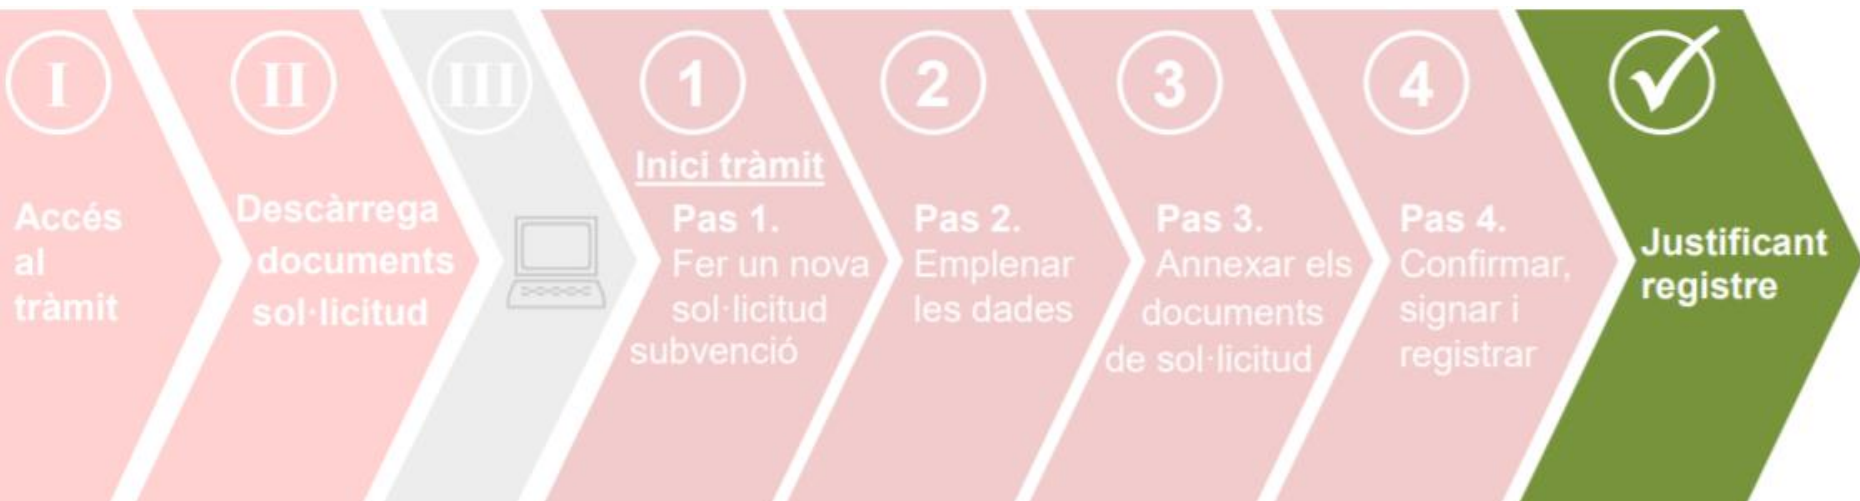 I
Accés
al
tràmit
II
Descàrrega
documents
sol·licitud
III
1
Inici tràmit
Pas 1.
Fer un nova
sol·licitud
subvenció
2
Pas 2.
Emplenar
les dades
3
Pas 3.
Annexar els
documents
de sol·licitud
4
Pas 4.
Confirmar,
signar i
registrar
Justificant
registre